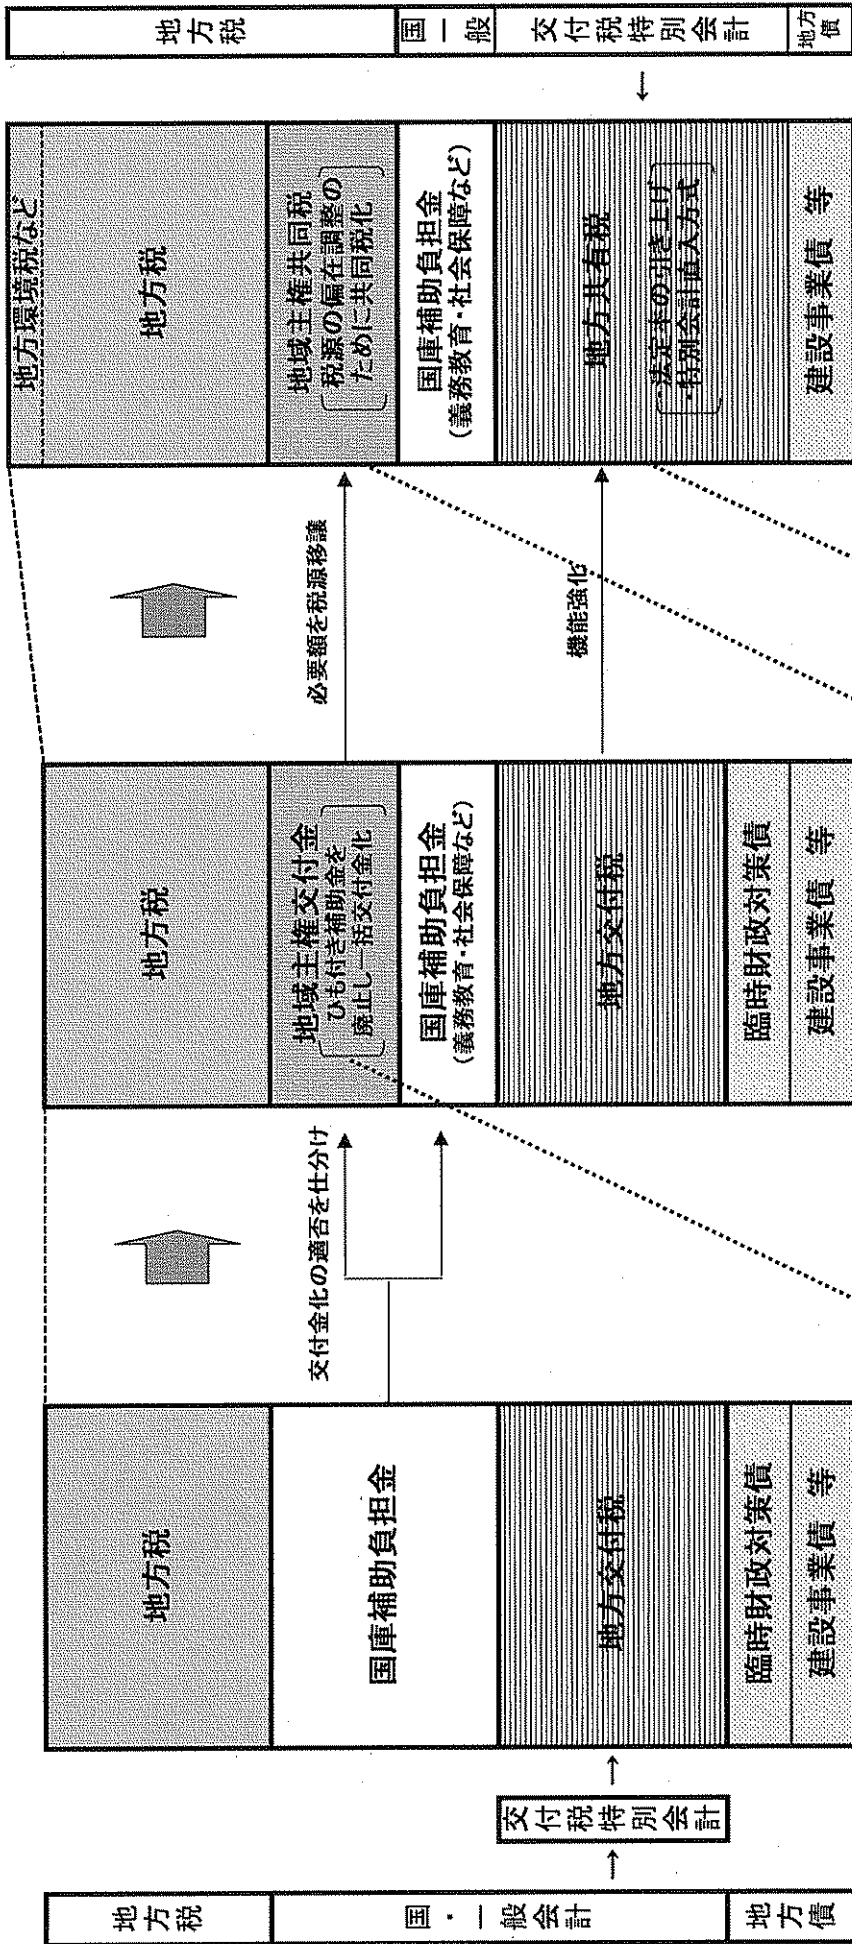 地方税
国・一般会計
地方債
→
交付税特別会計
→
地方税
国庫補助負担金
地方交付税
臨時財政対策債
建設事業債 等
交付金化の適否を仕分け
地方税
地域主権交付金
ひも付き補助金を
廃止し一括交付金化
国庫補助負担金
(義務教育・社会保障など)
地方交付税
臨時財政対策債
建設事業債 等
必要額を税源移譲
機能強化
地方環境税など
地方税
地域主権共同税
税源の偏在調整の
ために共同税化
国庫補助負担金
(義務教育・社会保障など)
地方共有税
・法定率の引き上げ
・特別会計直入方式
建設事業債 等
←
地方税
国一般
交付税特別会計
地方債